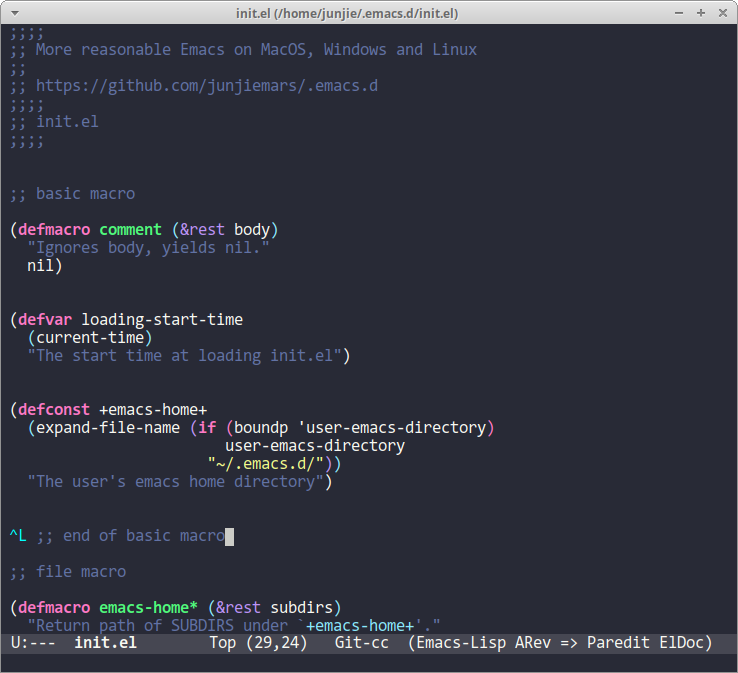 init.el (/home/junjie/.emacs.d/init.el)
;;;;
;; More reasonable Emacs on MacOS, Windows and Linux
;;
;; https://github.com/junjiemars/.emacs.d
;;;;
;; init.el
;;;;
;; basic macro
(defmacro comment (&rest body)
"Ignores body, yields nil."
nil)
(defvar loading-start-time
(current-time)
"The start time at loading init.el")
(defconst +emacs-home+
(expand-file-name (if (boundp 'user-emacs-directory)
user-emacs-directory
"~/.emacs.d/"))
"The user's emacs home directory")
^L ;; end of basic macro
;; file macro
(defmacro emacs-home* (&rest subdirs)
"Return path of SUBDIRS under `+emacs-home+'."
U:--- init.el Top (29,24) Git-cc (Emacs-Lisp ARev => Paredit ElDoc)